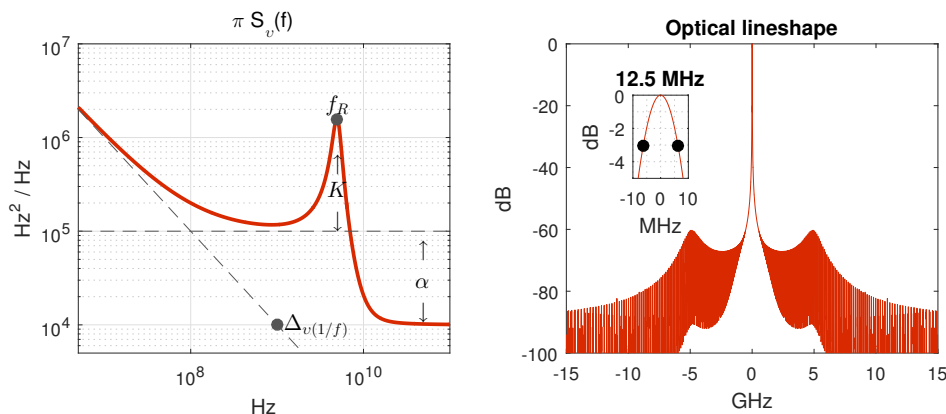 π S_v(f)
10^7
10^6
10^5
10^4
Hz^2 / Hz
f_R
K
α
Δ_{v(1/f)}
10^8
10^10
Hz
Optical lineshape
0
-20
-40
-60
-80
-100
dB
12.5 MHz
0
-2
-4
dB
-10
0
10
MHz
-15
-10
-5
0
5
10
15
GHz